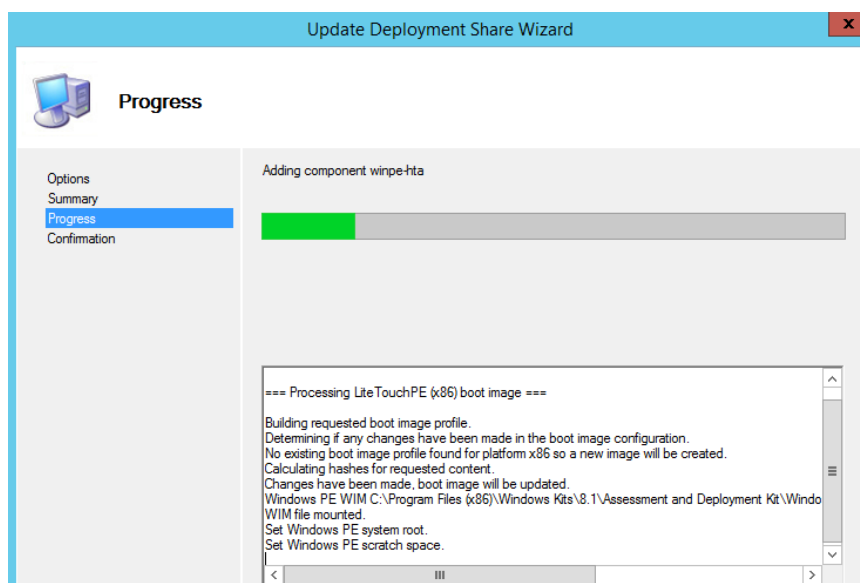 Update Deployment Share Wizard
x
Progress
Options
Summary
Progress
Confirmation
Adding component winpe-hta
=== Processing LiteTouchPE (x86) boot image ===
Building requested boot image profile.
Determining if any changes have been made in the boot image configuration.
No existing boot image profile found for platform x86 so a new image will be created.
Calculating hashes for requested content.
Changes have been made, boot image will be updated.
Windows PE WIM C:\Program Files (x86)\Windows Kits\8.1\Assessment and Deployment Kit\Windo
WIM file mounted.
Set Windows PE system root.
Set Windows PE scratch space.